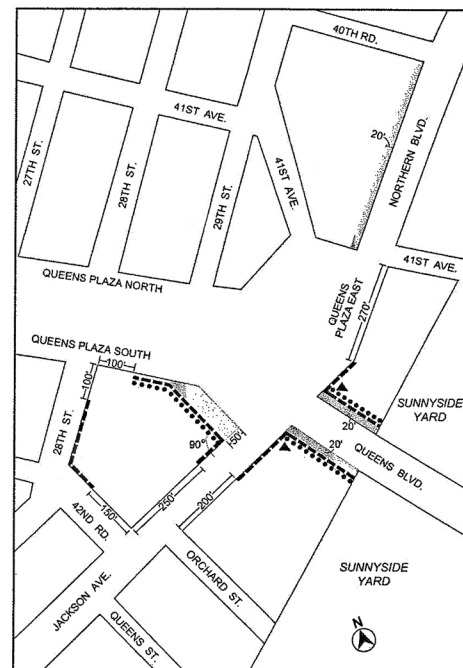 40TH RD.
41ST AVE.
20'
NORTHERN BLVD.
27TH ST.
28TH ST.
29TH ST.
41ST AVE.
41ST AVE.
QUEENS PLAZA NORTH
QUEENS
PLAZA EAST
270'
QUEENS PLAZA SOUTH
100'
100'
28TH ST.
SUNNYSIDE
YARD
20'
QUEENS BLVD.
50'
90°
20'
150'
250'
200'
42ND RD.
JACKSON AVE.
ORCHARD ST.
QUEENS ST.
SUNNYSIDE
YARD
N